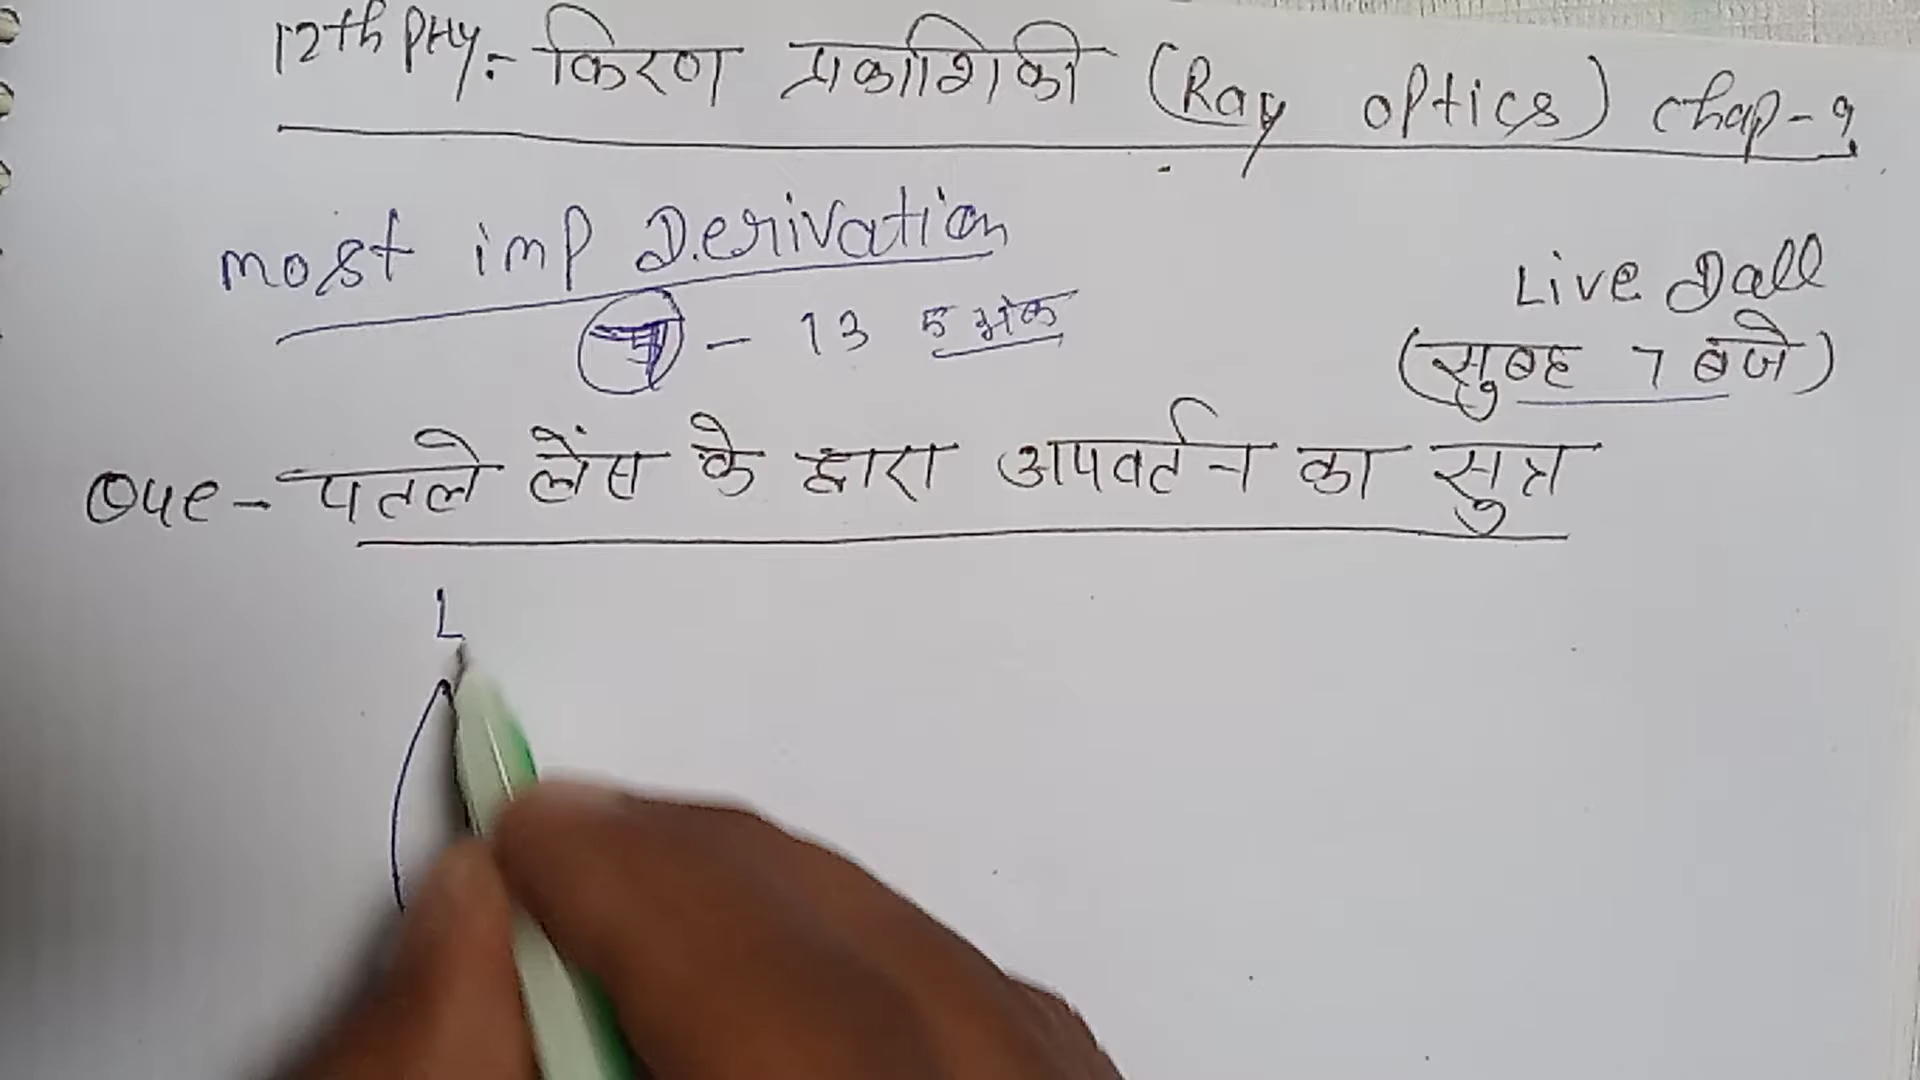 12th PHy:- किरण प्रकाशिकी (Ray optics) chap-9
most imp Derivation
- 13 5 अंक
Live Dall
(सुबह 7 बजे)
Que- पतले लेंस के द्वारा अपवर्तन का सुत्र
L